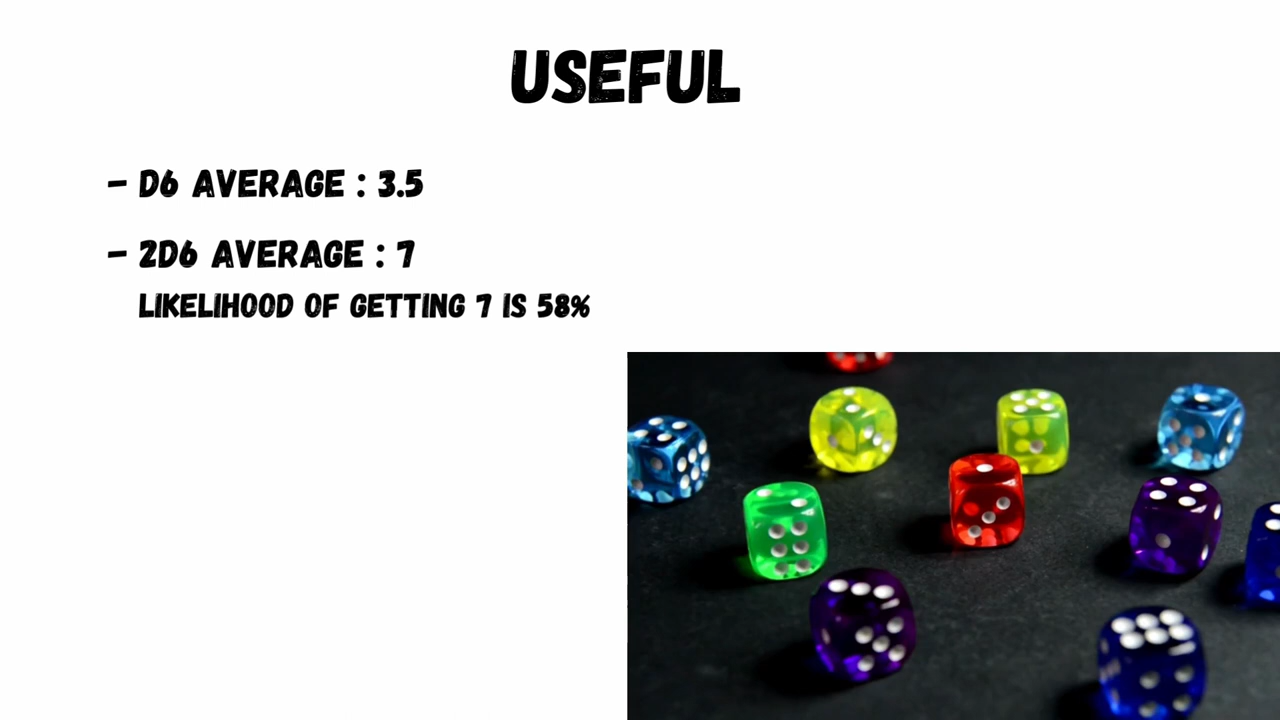 USEFUL
- D6 AVERAGE : 3.5
- 2D6 AVERAGE : 7
LIKELIHOOD OF GETTING 7 IS 58%